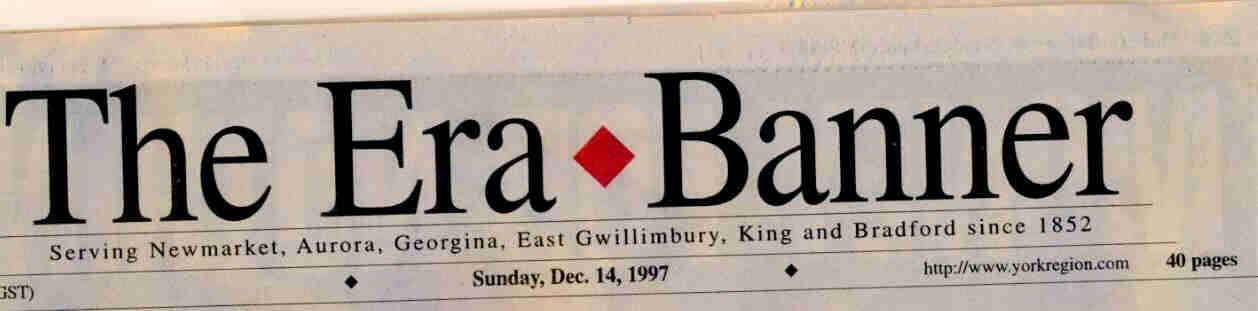 The Era ♦ Banner
Serving Newmarket, Aurora, Georgina, East Gwillimbury, King and Bradford since 1852
GST) ♦ Sunday, Dec. 14, 1997 ♦ http://www.yorkregion.com 40 pages